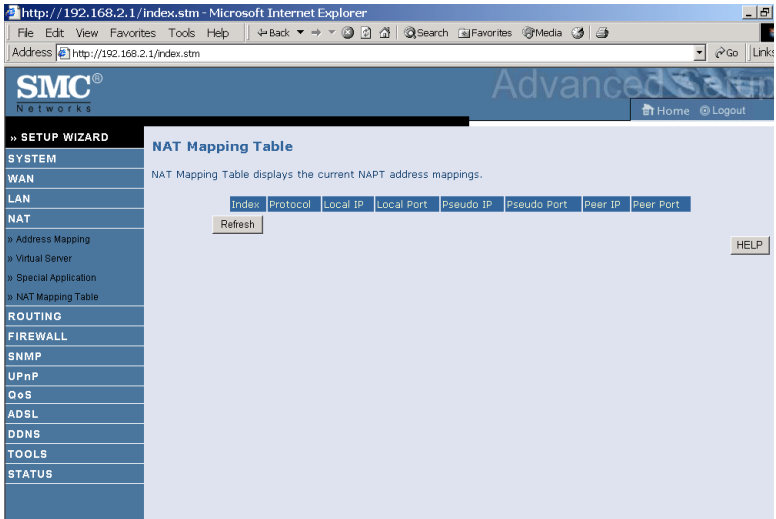 http://192.168.2.1/index.stm - Microsoft Internet Explorer
File Edit View Favorites Tools Help Back Search Favorites Media
Address http://192.168.2.1/index.stm Go Links
SMC®
Networks
Advanced Setup
Home Logout
» SETUP WIZARD
SYSTEM
WAN
LAN
NAT
» Address Mapping
» Virtual Server
» Special Application
» NAT Mapping Table
ROUTING
FIREWALL
SNMP
UPnP
QoS
ADSL
DDNS
TOOLS
STATUS
NAT Mapping Table
NAT Mapping Table displays the current NAPT address mappings.
Index Protocol Local IP Local Port Pseudo IP Pseudo Port Peer IP Peer Port
Refresh
HELP